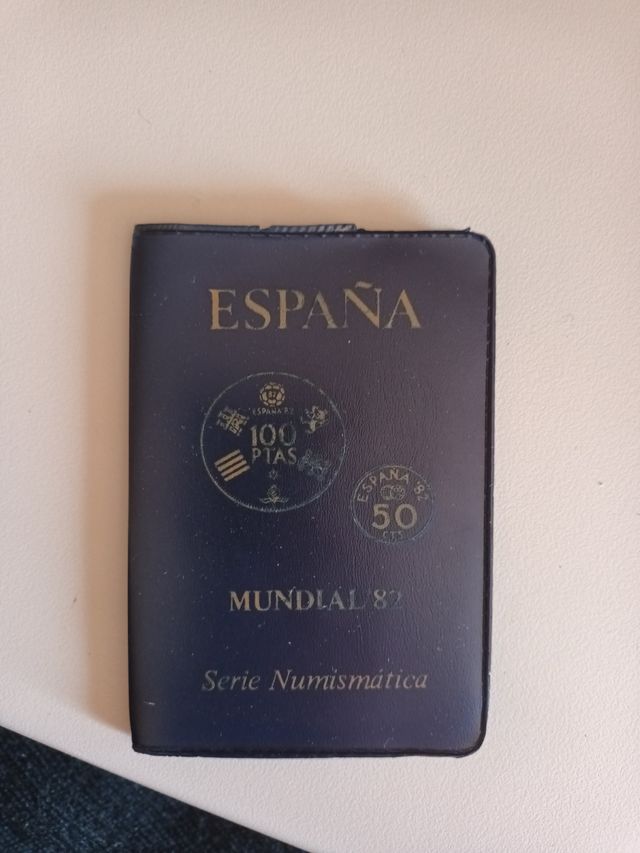 ESPAÑA
ESPAÑA 82
100
PTAS
ESPAÑA '82
50
CTS
MUNDIAL 82
Serie Numismática